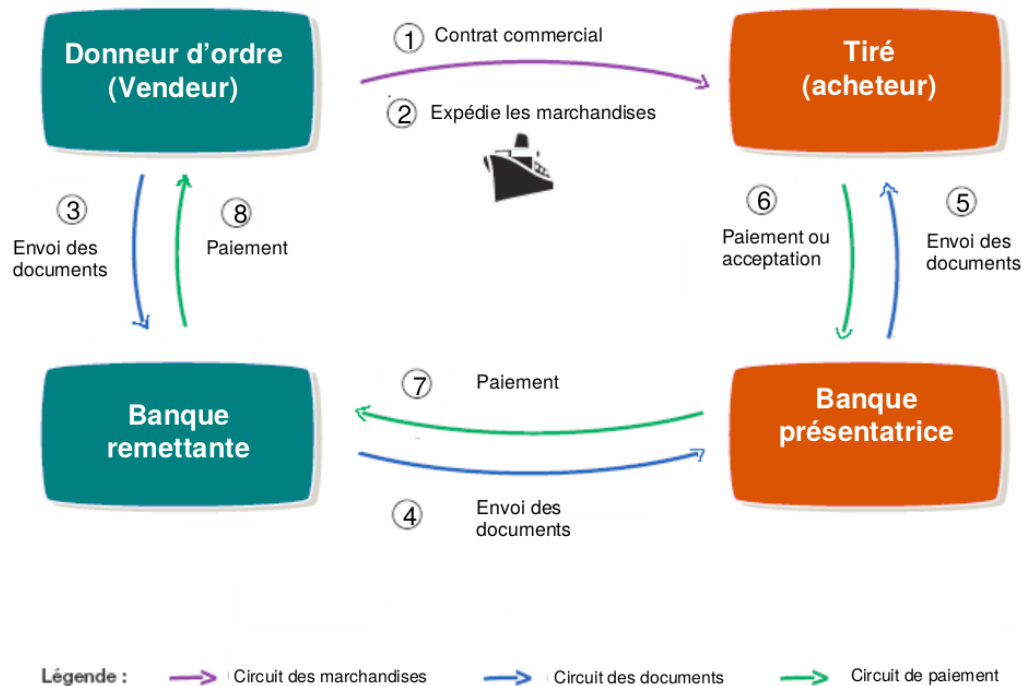 Donneur d'ordre
(Vendeur)
1 Contrat commercial
Tiré
(acheteur)
2 Expédie les marchandises
3
Envoi des
documents
8
Paiement
6
Paiement ou
acceptation
5
Envoi des
documents
Banque
remettante
7 Paiement
Banque
présentatrice
4 Envoi des
documents
Légende : Circuit des marchandises Circuit des documents Circuit de paiement